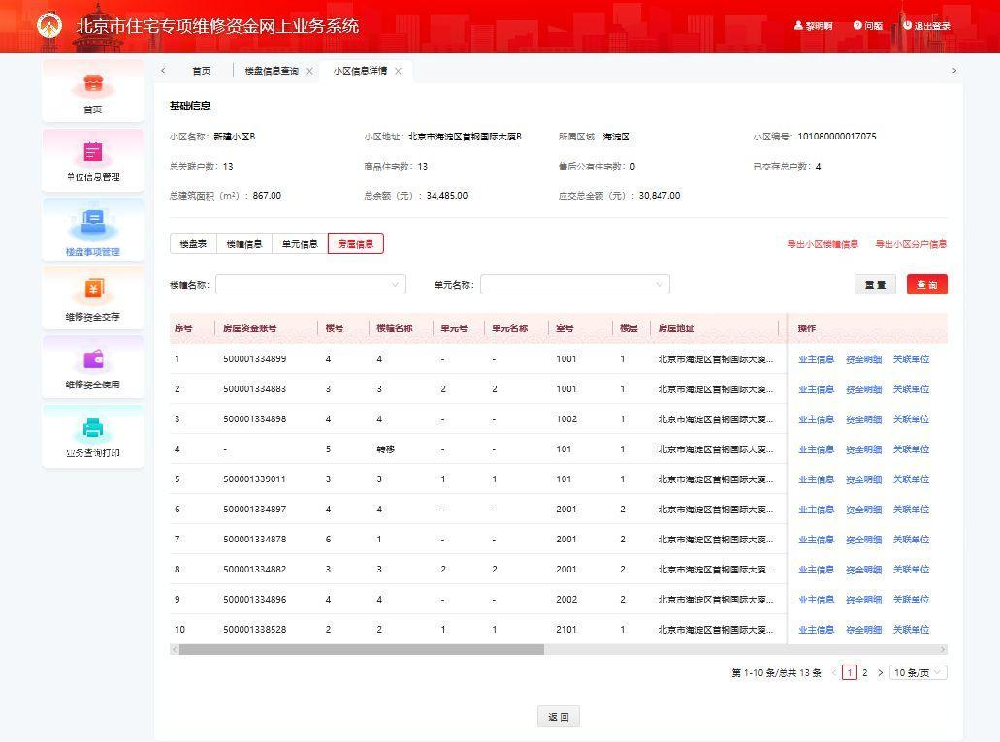 北京市住宅专项维修资金网上业务系统
黎明啊 问题 退出登录
首页 楼盘信息查询 小区信息详情
首页
单位信息管理
楼盘事项管理
维修资金交存
维修资金使用
业务查询打印
基础信息
小区名称: 新建小区B 小区地址: 北京市海淀区首钢国际大厦B 所属区域: 海淀区 小区编号: 101080000017075
总关联户数: 13 商品住宅数: 13 售后公有住宅数: 0 已交存总户数: 4
总建筑面积（m²）: 867.00 总余额（元）: 34,485.00 应交总金额（元）: 30,847.00
楼盘表 楼幢信息 单元信息 房屋信息 导出小区楼幢信息 导出小区分户信息
楼幢名称: 单元名称: 重置 查询
序号 房屋资金账号 楼号 楼幢名称 单元号 单元名称 室号 楼层 房屋地址 操作
1 500001334899 4 4 - - 1001 1 北京市海淀区首钢国际大厦... 业主信息 资金明细 关联单位
2 500001334883 3 3 2 2 1001 1 北京市海淀区首钢国际大厦... 业主信息 资金明细 关联单位
3 500001334898 4 4 - - 1002 1 北京市海淀区首钢国际大厦... 业主信息 资金明细 关联单位
4 - 5 转移 - - 101 1 北京市海淀区首钢国际大厦... 业主信息 资金明细 关联单位
5 500001339011 3 3 1 1 101 1 北京市海淀区首钢国际大厦... 业主信息 资金明细 关联单位
6 500001334897 4 4 - - 2001 2 北京市海淀区首钢国际大厦... 业主信息 资金明细 关联单位
7 500001334878 6 1 - - 2001 2 北京市海淀区首钢国际大厦... 业主信息 资金明细 关联单位
8 500001334882 3 3 2 2 2001 2 北京市海淀区首钢国际大厦... 业主信息 资金明细 关联单位
9 500001334896 4 4 - - 2002 2 北京市海淀区首钢国际大厦... 业主信息 资金明细 关联单位
10 500001338528 2 2 1 1 2101 1 北京市海淀区首钢国际大厦... 业主信息 资金明细 关联单位
第 1-10 条/总共 13 条 1 2 10 条/页
返回